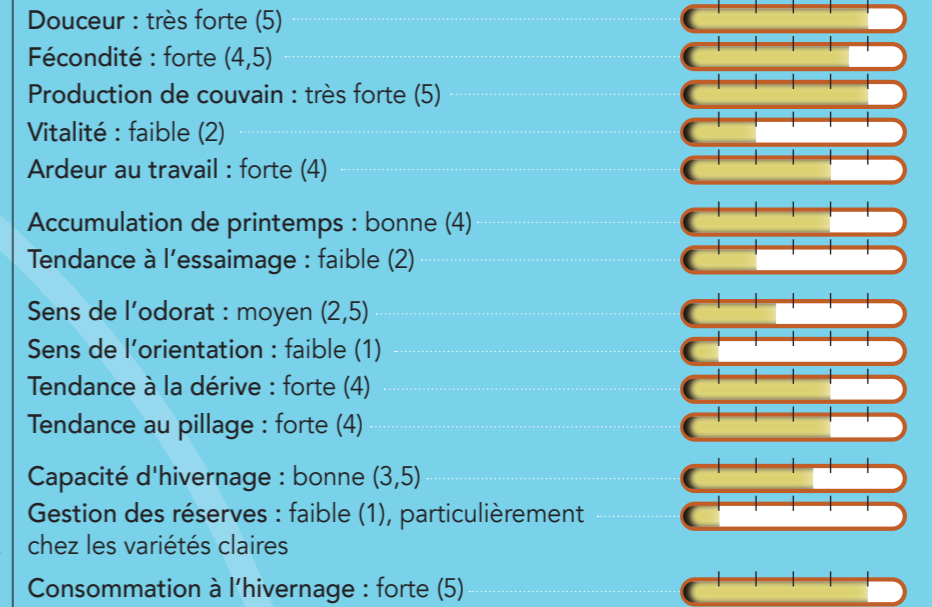 Douceur : très forte (5)
Fécondité : forte (4,5)
Production de couvain : très forte (5)
Vitalité : faible (2)
Ardeur au travail : forte (4)
Accumulation de printemps : bonne (4)
Tendance à l’essaimage : faible (2)
Sens de l’odorat : moyen (2,5)
Sens de l’orientation : faible (1)
Tendance à la dérive : forte (4)
Tendance au pillage : forte (4)
Capacité d'hivernage : bonne (3,5)
Gestion des réserves : faible (1), particulièrement
chez les variétés claires
Consommation à l’hivernage : forte (5)